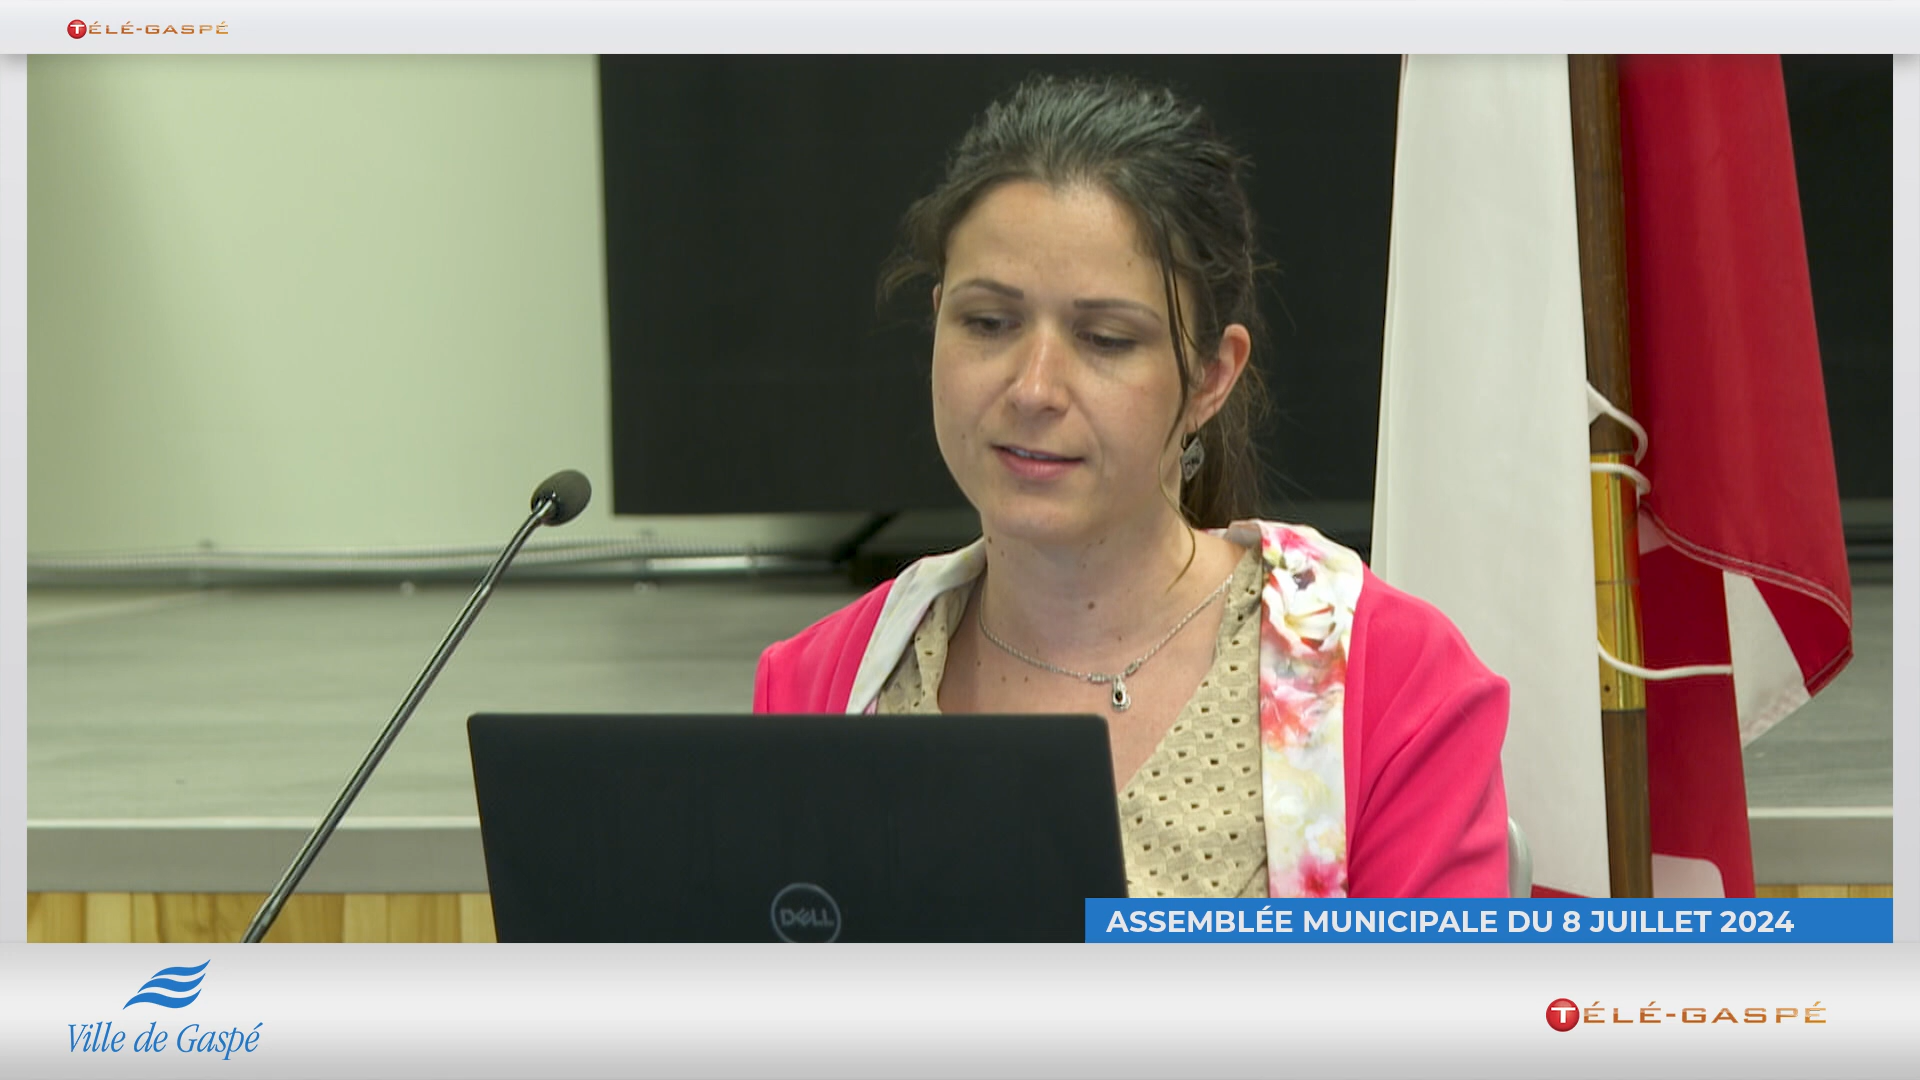 TÉLÉ-GASPÉ
DELL
ASSEMBLÉE MUNICIPALE DU 8 JUILLET 2024
Ville de Gaspé
TÉLÉ-GASPÉ